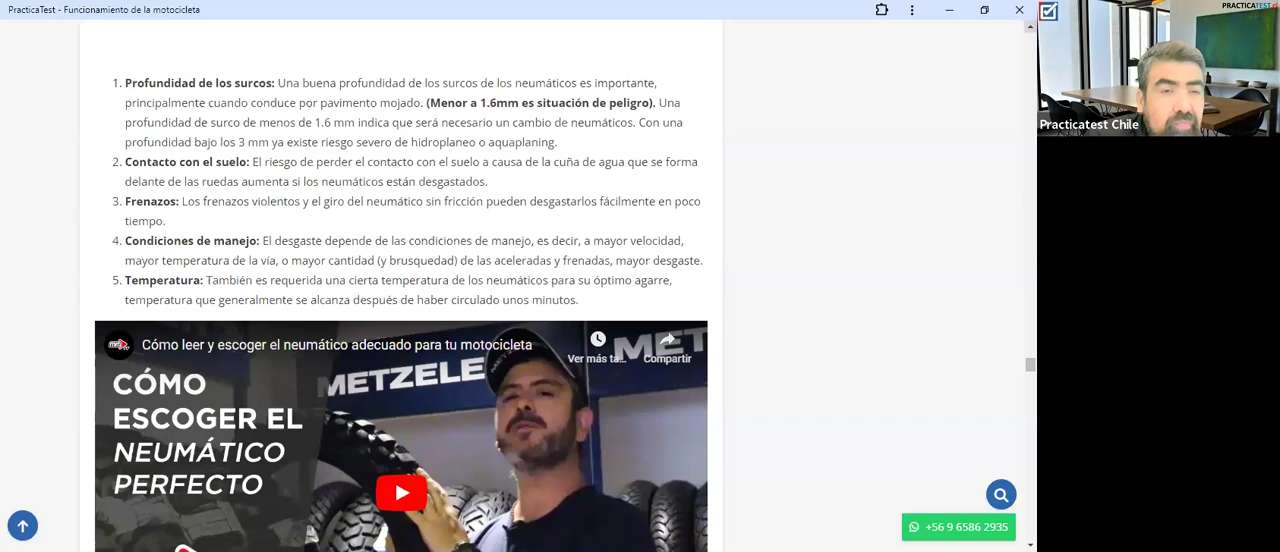 PracticaTest - Funcionamiento de la motocicleta
1. Profundidad de los surcos: Una buena profundidad de los surcos de los neumáticos es importante,
principalmente cuando conduce por pavimento mojado. (Menor a 1.6mm es situación de peligro). Una
profundidad de surco de menos de 1.6 mm indica que será necesario un cambio de neumáticos. Con una
profundidad bajo los 3 mm ya existe riesgo severo de hidroplaneo o aquaplaning.
2. Contacto con el suelo: El riesgo de perder el contacto con el suelo a causa de la cuña de agua que se forma
delante de las ruedas aumenta si los neumáticos están desgastados.
3. Frenazos: Los frenazos violentos y el giro del neumático sin fricción pueden desgastarlos fácilmente en poco
tiempo.
4. Condiciones de manejo: El desgaste depende de las condiciones de manejo, es decir, a mayor velocidad,
mayor temperatura de la vía, o mayor cantidad (y brusquedad) de las aceleradas y frenadas, mayor desgaste.
5. Temperatura: También es requerida una cierta temperatura de los neumáticos para su óptimo agarre,
temperatura que generalmente se alcanza después de haber circulado unos minutos.
Cómo leer y escoger el neumático adecuado para tu motocicleta
Ver más ta... Compartir
METZELE METZ
CÓMO
ESCOGER EL
NEUMÁTICO
PERFECTO
+56 9 6586 2935
PRACTICATEST
Practicatest Chile